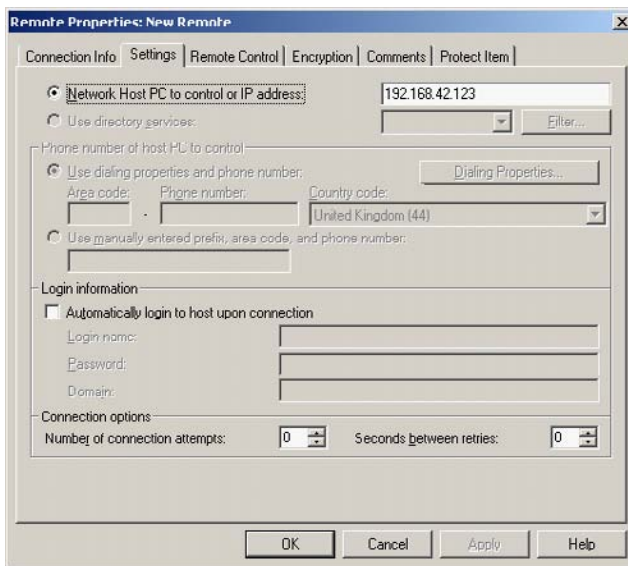 Remote Properties: New Remote
Connection Info Settings Remote Control Encryption Comments Protect Item
Network Host PC to control or IP address: 192.168.42.123
Use directory services: Filter...
Phone number of host PC to control
Use dialing properties and phone number: Dialing Properties...
Area code: Phone number: Country code:
- United Kingdom (44)
Use manually entered prefix, area code, and phone number:
Login information
Automatically login to host upon connection
Login name:
Password:
Domain:
Connection options
Number of connection attempts: 0 Seconds between retries: 0
OK Cancel Apply Help